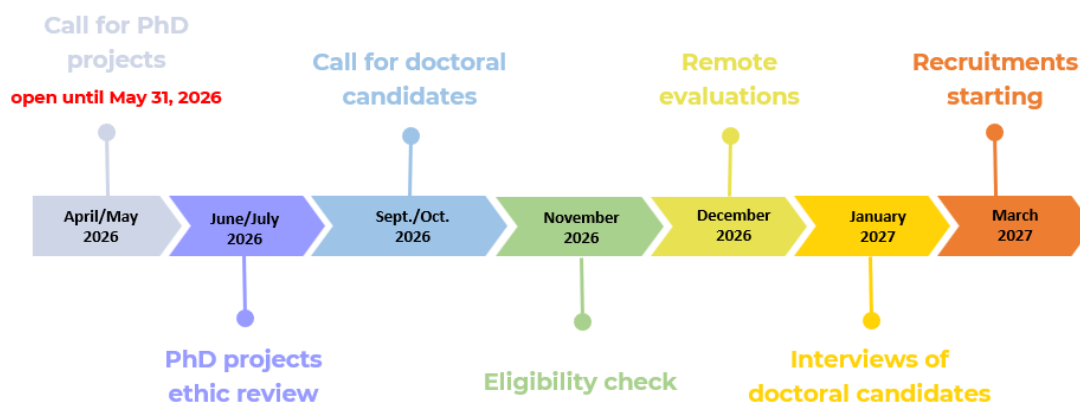 Call for PhD
projects
open until May 31, 2026
Call for doctoral
candidates
Remote
evaluations
Recruitments
starting
April/May
2026
June/July
2026
Sept./Oct.
2026
November
2026
December
2026
January
2027
March
2027
PhD projects
ethic review
Eligibility check
Interviews of
doctoral candidates